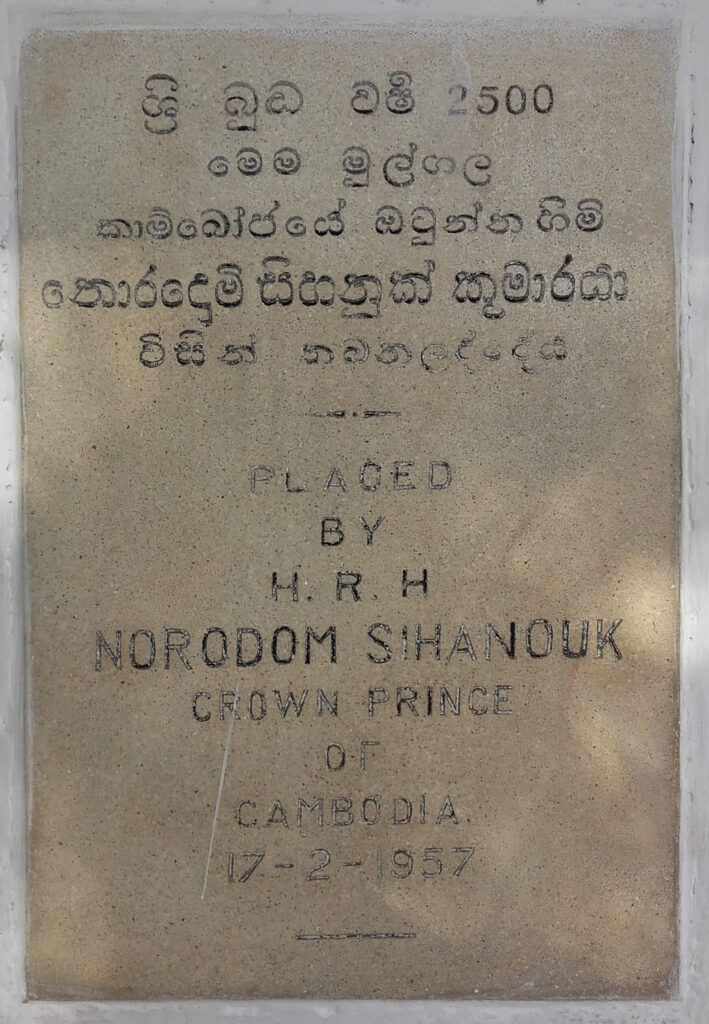 ශ්‍රි බුද්ධ වර්ෂ 2500
මෙම මුල්ගල
කාම්බෝජයේ ඔටුන්න හිමි
නොරදොම් සිහනුක් කුමාරයා
විසින් තබනලද්දේය
PLACED
BY
H. R. H
NORODOM SIHANOUK
CROWN PRINCE
OF
CAMBODIA.
17-2-1957